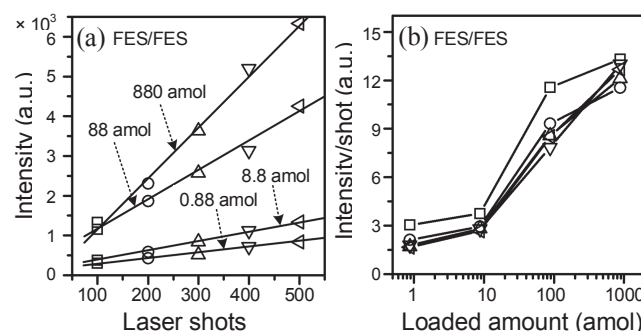 × 10³
(a) FES/FES
6
5
4
3
2
1
0
880 amol
88 amol
8.8 amol
0.88 amol
100 200 300 400 500
Laser shots
Intensity (a.u.)
(b) FES/FES
15
12
9
6
3
0
1 10 100 1000
Loaded amount (amol)
Intensity/shot (a.u.)